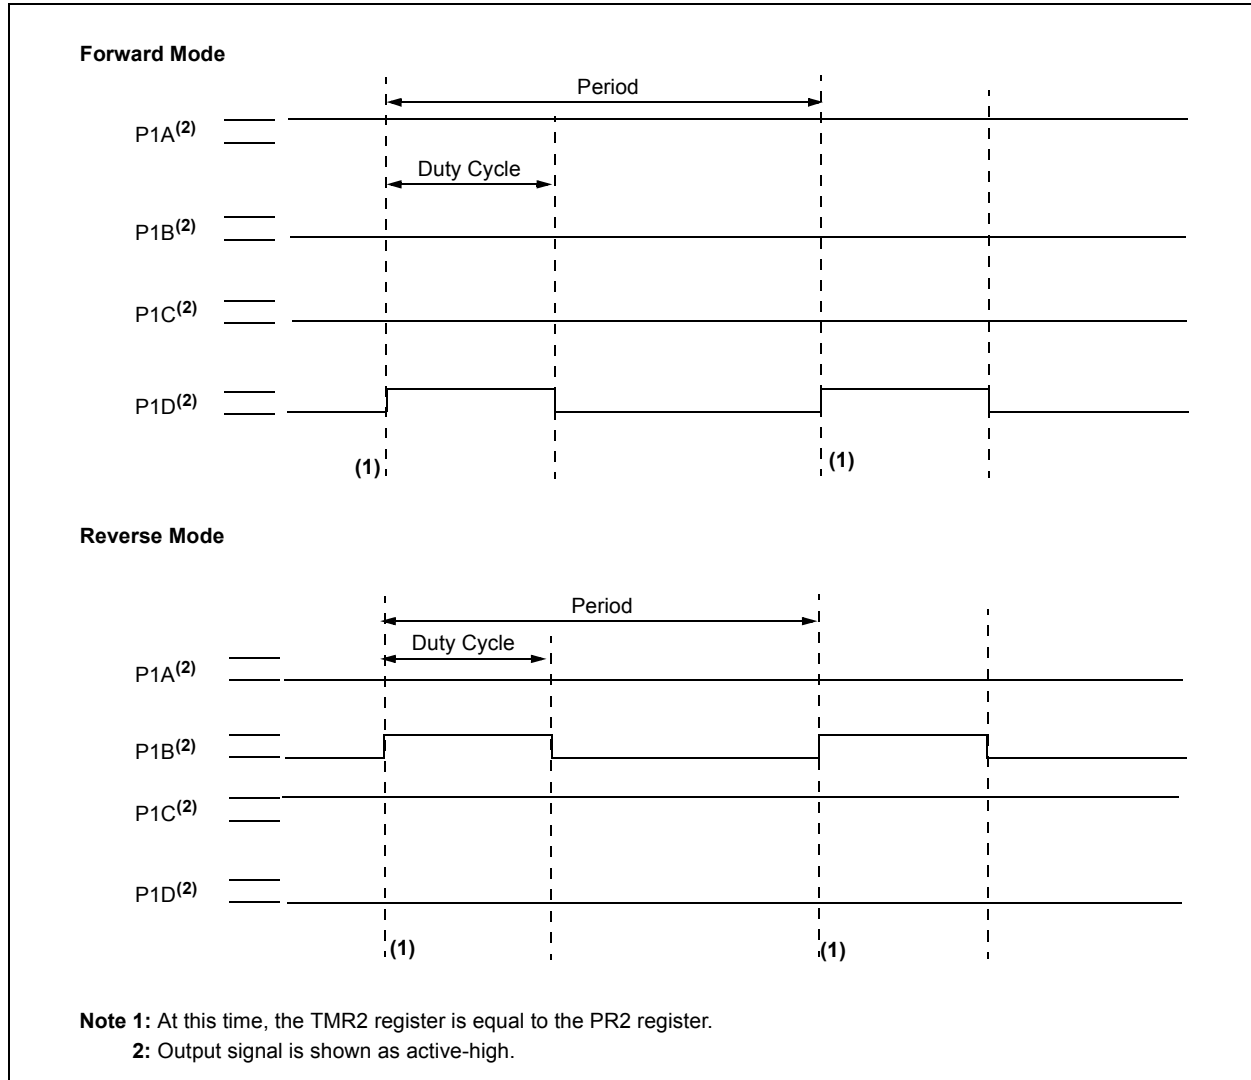 Forward Mode
Period
P1A(2)
Duty Cycle
P1B(2)
P1C(2)
P1D(2)
(1)
(1)
Reverse Mode
Period
Duty Cycle
P1A(2)
P1B(2)
P1C(2)
P1D(2)
(1)
(1)
Note 1: At this time, the TMR2 register is equal to the PR2 register.
2: Output signal is shown as active-high.